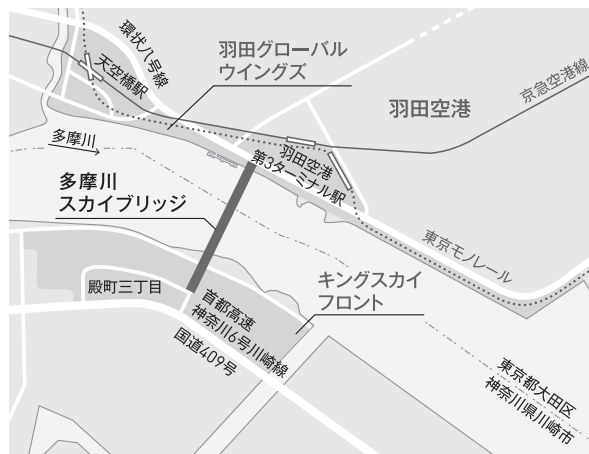 環状八号線
天空橋駅
羽田グローバル
ウイングズ
羽田空港
京急空港線
多摩川
羽田空港
第3ターミナル駅
多摩川
スカイブリッジ
東京モノレール
殿町三丁目
キングスカイ
フロント
首都高速
神奈川6号川崎線
国道409号
東京都大田区
神奈川県川崎市